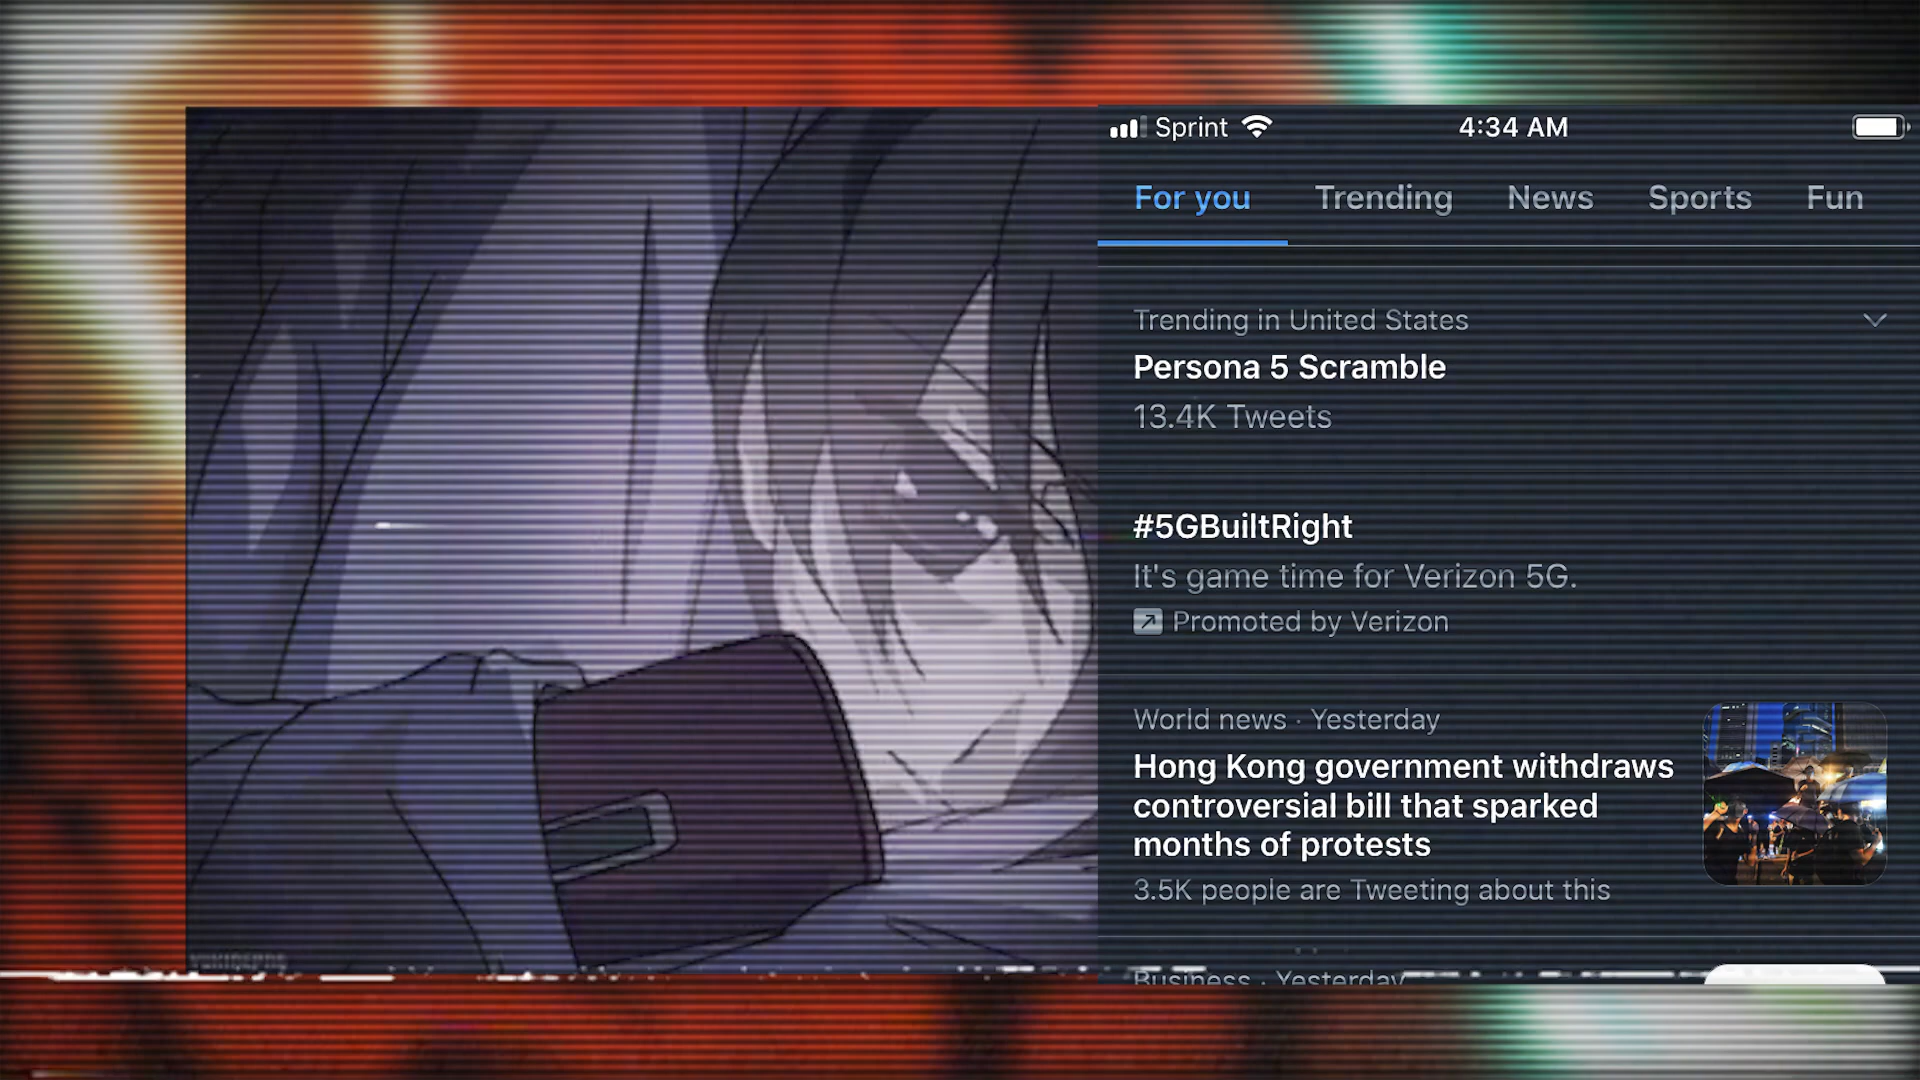 Sprint
4:34 AM
For you
Trending
News
Sports
Fun
Trending in United States
Persona 5 Scramble
13.4K Tweets
#5GBuiltRight
It's game time for Verizon 5G.
Promoted by Verizon
World news · Yesterday
Hong Kong government withdraws
controversial bill that sparked
months of protests
3.5K people are Tweeting about this
Business · Yesterday